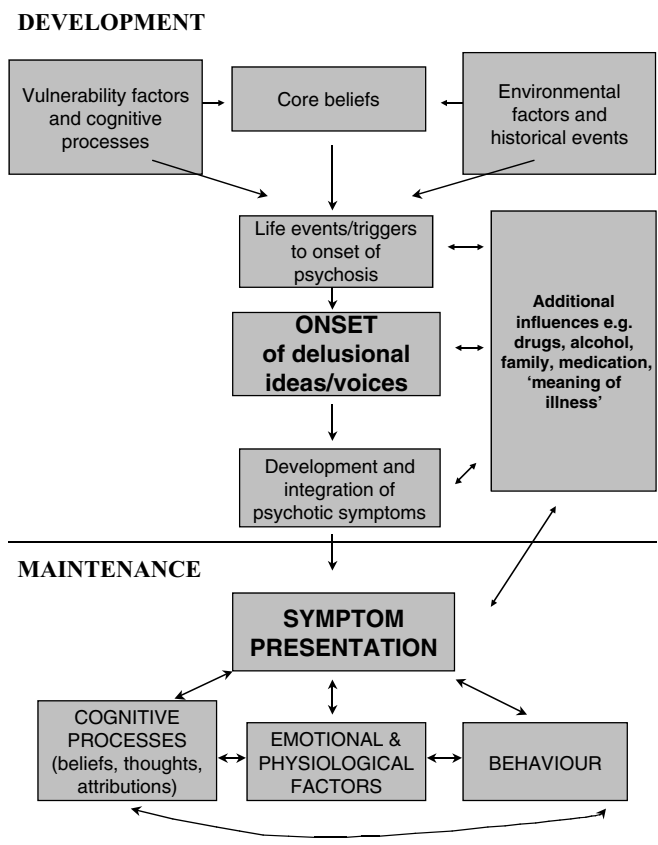 DEVELOPMENT
Vulnerability factors
and cognitive
processes
Core beliefs
Environmental
factors and
historical events
Life events/triggers
to onset of
psychosis
ONSET
of delusional
ideas/voices
Additional
influences e.g.
drugs, alcohol,
family, medication,
‘meaning of
illness’
Development and
integration of
psychotic symptoms
MAINTENANCE
SYMPTOM
PRESENTATION
COGNITIVE
PROCESSES
(beliefs, thoughts,
attributions)
EMOTIONAL &
PHYSIOLOGICAL
FACTORS
BEHAVIOUR